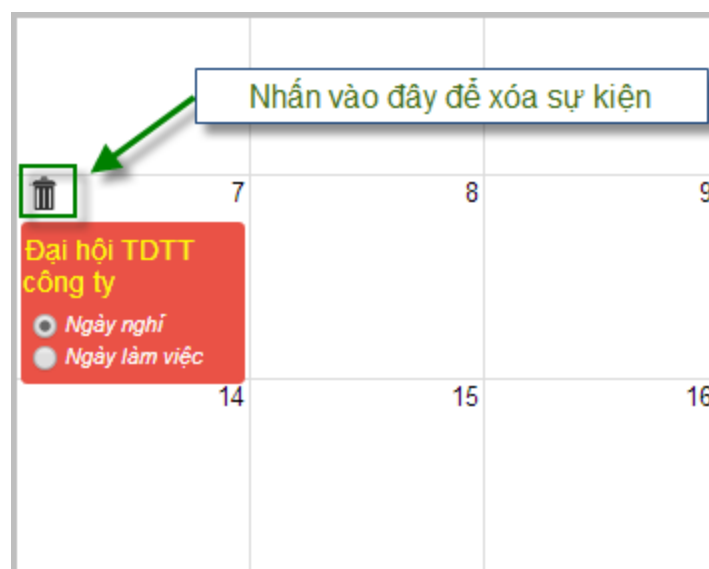 Nhấn vào đây để xóa sự kiện
7
8
9
Đại hội TDTT
công ty
Ngày nghỉ
Ngày làm việc
14
15
16